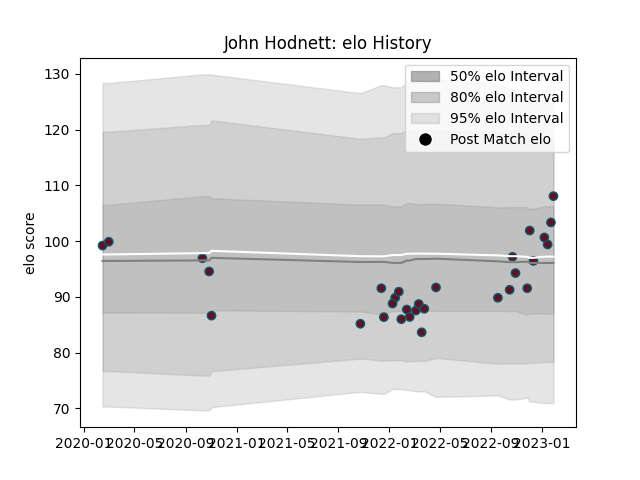 John Hodnett: elo History
50% elo Interval
80% elo Interval
95% elo Interval
Post Match elo
elo score
130
120
110
100
90
80
70
2020-01 2020-05 2020-09 2021-01 2021-05 2021-09 2022-01 2022-05 2022-09 2023-01